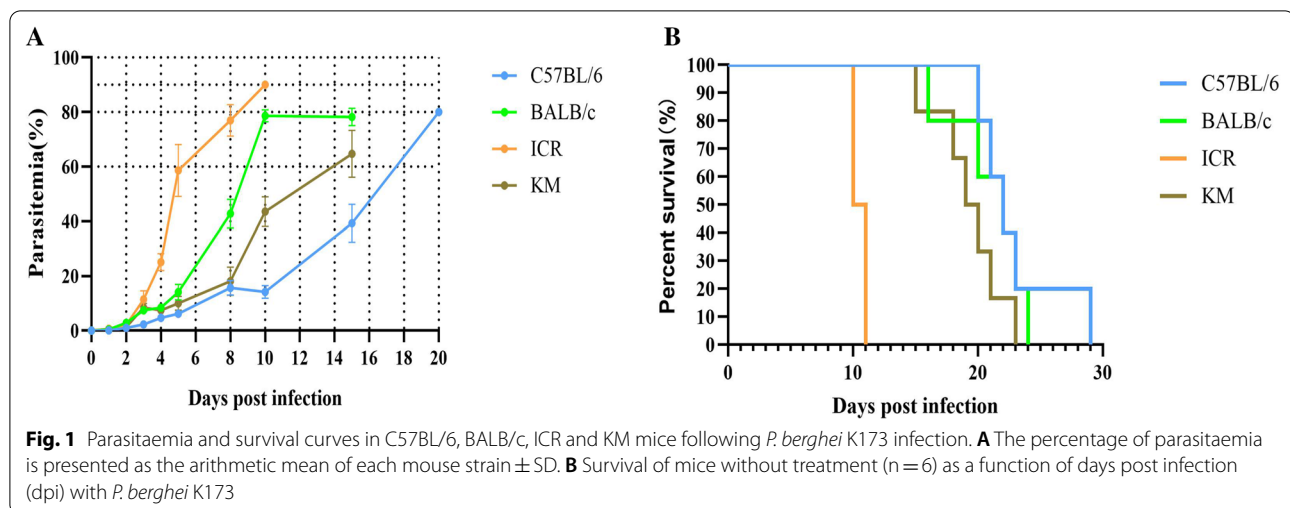 A
100
80
60
40
20
0
Parasitemia(%)
0 2 4 6 8 10 12 14 16 18 20
Days post infection
C57BL/6
BALB/c
ICR
KM
B
100
90
80
70
60
50
40
30
20
10
0
Percent survival (%)
0 10 20 30
Days post infection
C57BL/6
BALB/c
ICR
KM
Fig. 1 Parasitaemia and survival curves in C57BL/6, BALB/c, ICR and KM mice following P. berghei K173 infection. A The percentage of parasitaemia
is presented as the arithmetic mean of each mouse strain ± SD. B Survival of mice without treatment (n = 6) as a function of days post infection
(dpi) with P. berghei K173